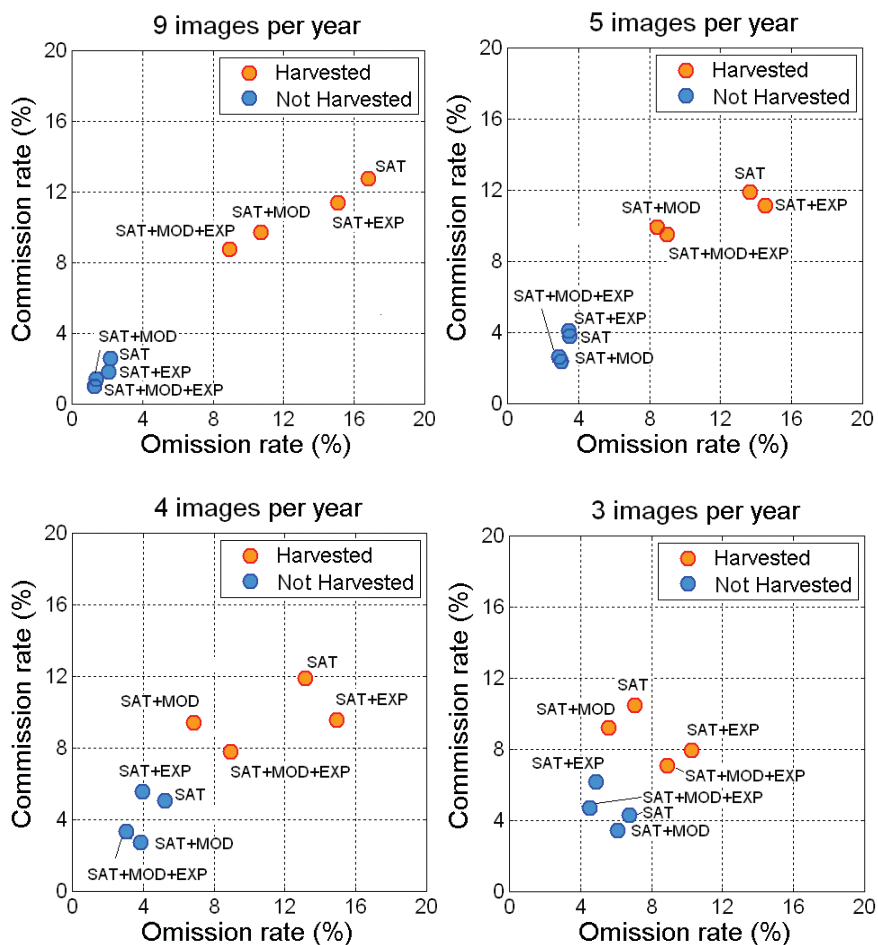 9 images per year
20
16
12
8
4
0
Commission rate (%)
Harvested
Not Harvested
SAT
SAT+EXP
SAT+MOD
SAT+MOD+EXP
SAT+MOD
SAT
SAT+EXP
SAT+MOD+EXP
0 4 8 12 16 20
Omission rate (%)
5 images per year
20
16
12
8
4
0
Commission rate (%)
Harvested
Not Harvested
SAT
SAT+EXP
SAT+MOD
SAT+MOD+EXP
SAT+MOD+EXP
SAT+EXP
SAT
SAT+MOD
0 4 8 12 16 20
Omission rate (%)
4 images per year
20
16
12
8
4
0
Commission rate (%)
Harvested
Not Harvested
SAT
SAT+MOD
SAT+EXP
SAT+MOD+EXP
SAT+EXP
SAT
SAT+MOD
SAT+MOD+EXP
0 4 8 12 16 20
Omission rate (%)
3 images per year
20
16
12
8
4
0
Commission rate (%)
Harvested
Not Harvested
SAT
SAT+MOD
SAT+EXP
SAT+MOD+EXP
SAT+EXP
SAT+MOD+EXP
SAT
SAT+MOD
0 4 8 12 16 20
Omission rate (%)